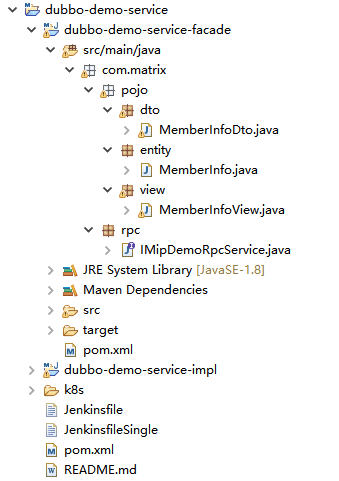 dubbo-demo-service
dubbo-demo-service-facade
src/main/java
com.matrix
pojo
dto
MemberInfoDto.java
entity
MemberInfo.java
view
MemberInfoView.java
rpc
IMipDemoRpcService.java
JRE System Library [JavaSE-1.8]
Maven Dependencies
src
target
pom.xml
dubbo-demo-service-impl
k8s
Jenkinsfile
JenkinsfileSingle
pom.xml
README.md